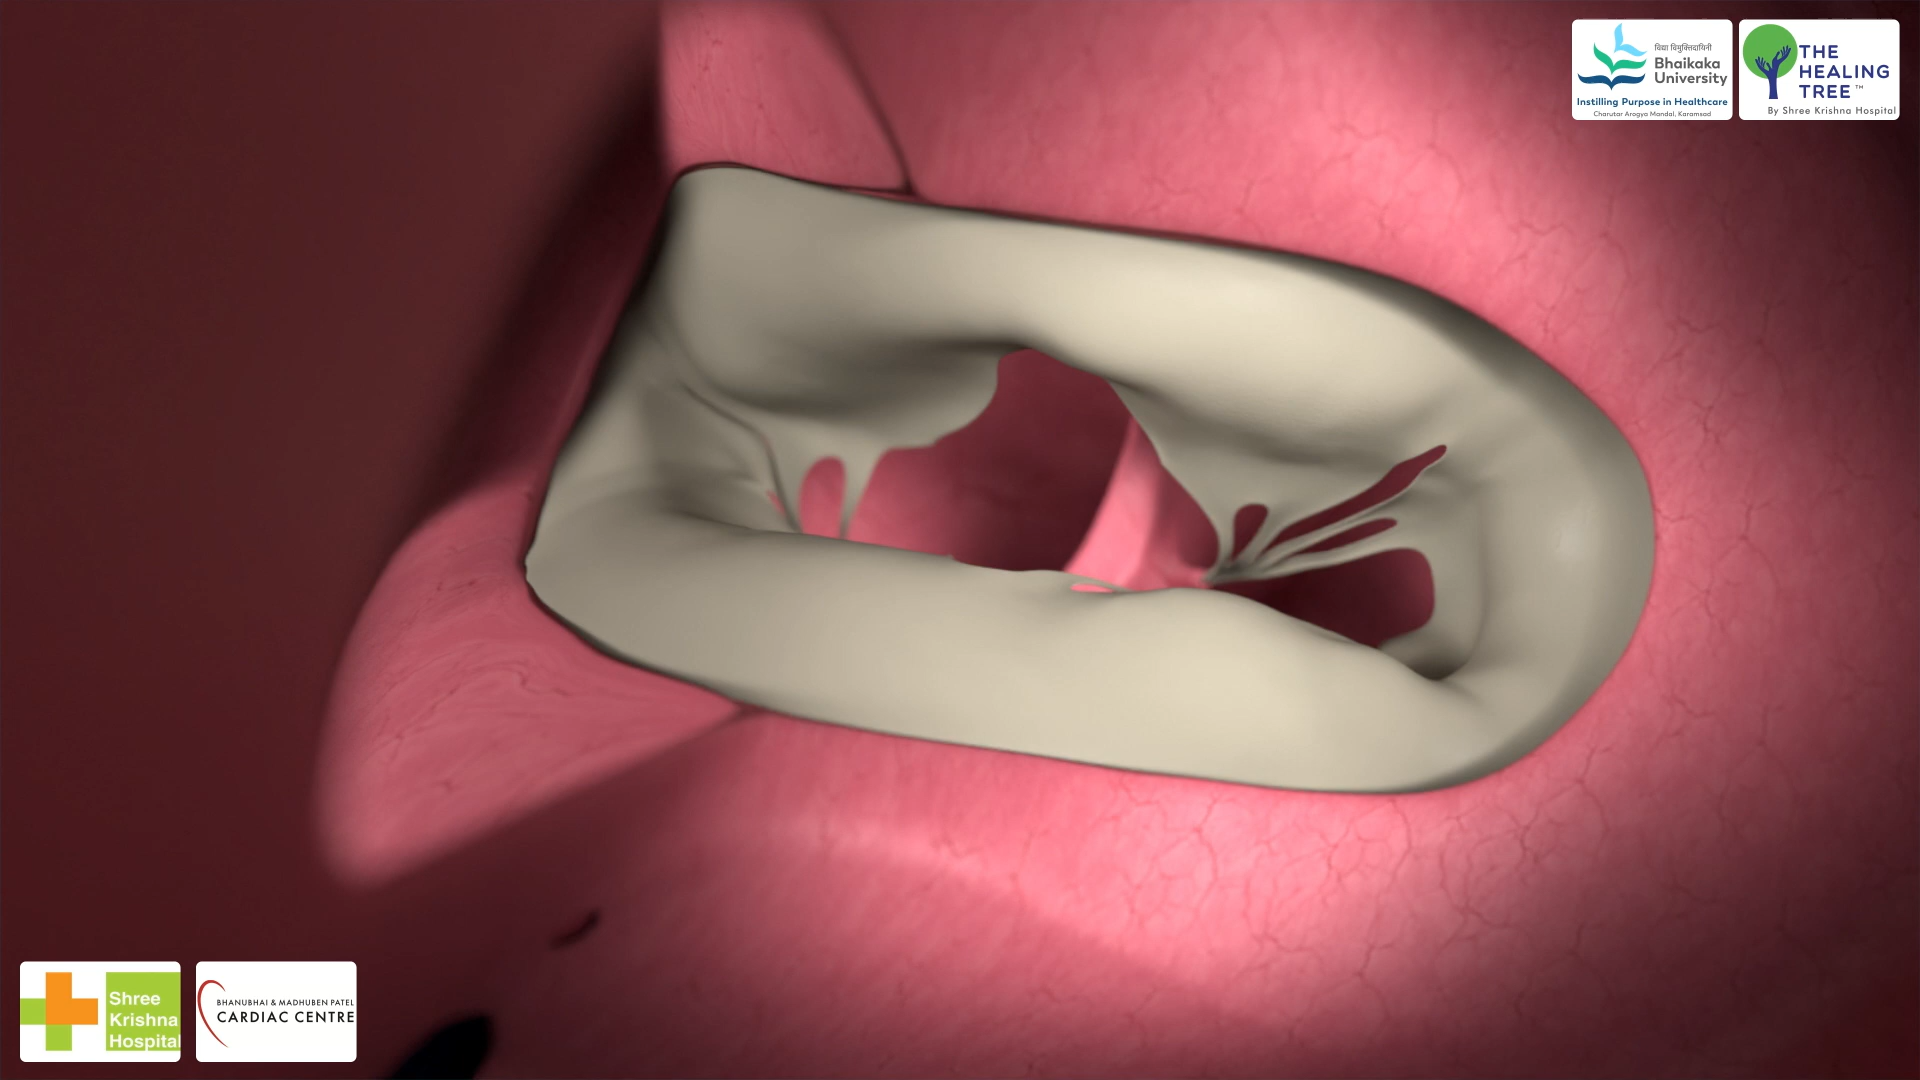 विद्या विमुक्तिदायिनी
Bhaikaka
University
Instilling Purpose in Healthcare
Charutar Arogya Mandal, Karamsad
THE
HEALING
TREE™
By Shree Krishna Hospital
Shree
Krishna
Hospital
BHANUBHAI & MADHUBEN PATEL
CARDIAC CENTRE